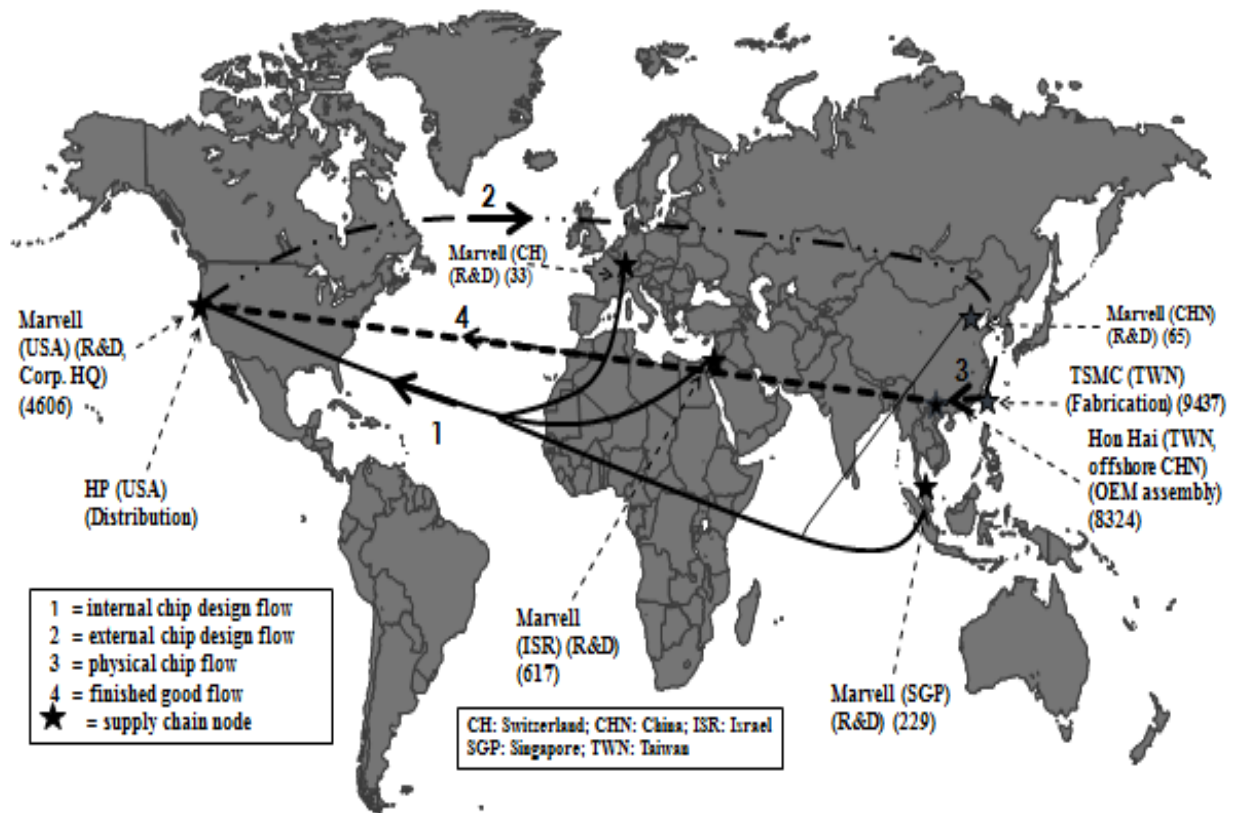 2
Marvell (CH)
(R&D) (33)
Marvell
(USA) (R&D,
Corp. HQ
(4606)
4
Marvell (CHN)
(R&D) (65)
3
TSMC (TWN)
(Fabrication) (9437)
1
Hon Hai (TWN,
offshore CHN)
(OEM assembly)
(8324)
HP (USA)
(Distribution)
Marvell
(ISR) (R&D)
(617)
Marvell (SGP)
(R&D) (229)
1 = internal chip design flow
2 = external chip design flow
3 = physical chip flow
4 = finished good flow
= supply chain node
CH: Switzerland; CHN: China; ISR: Israel
SGP: Singapore; TWN: Taiwan